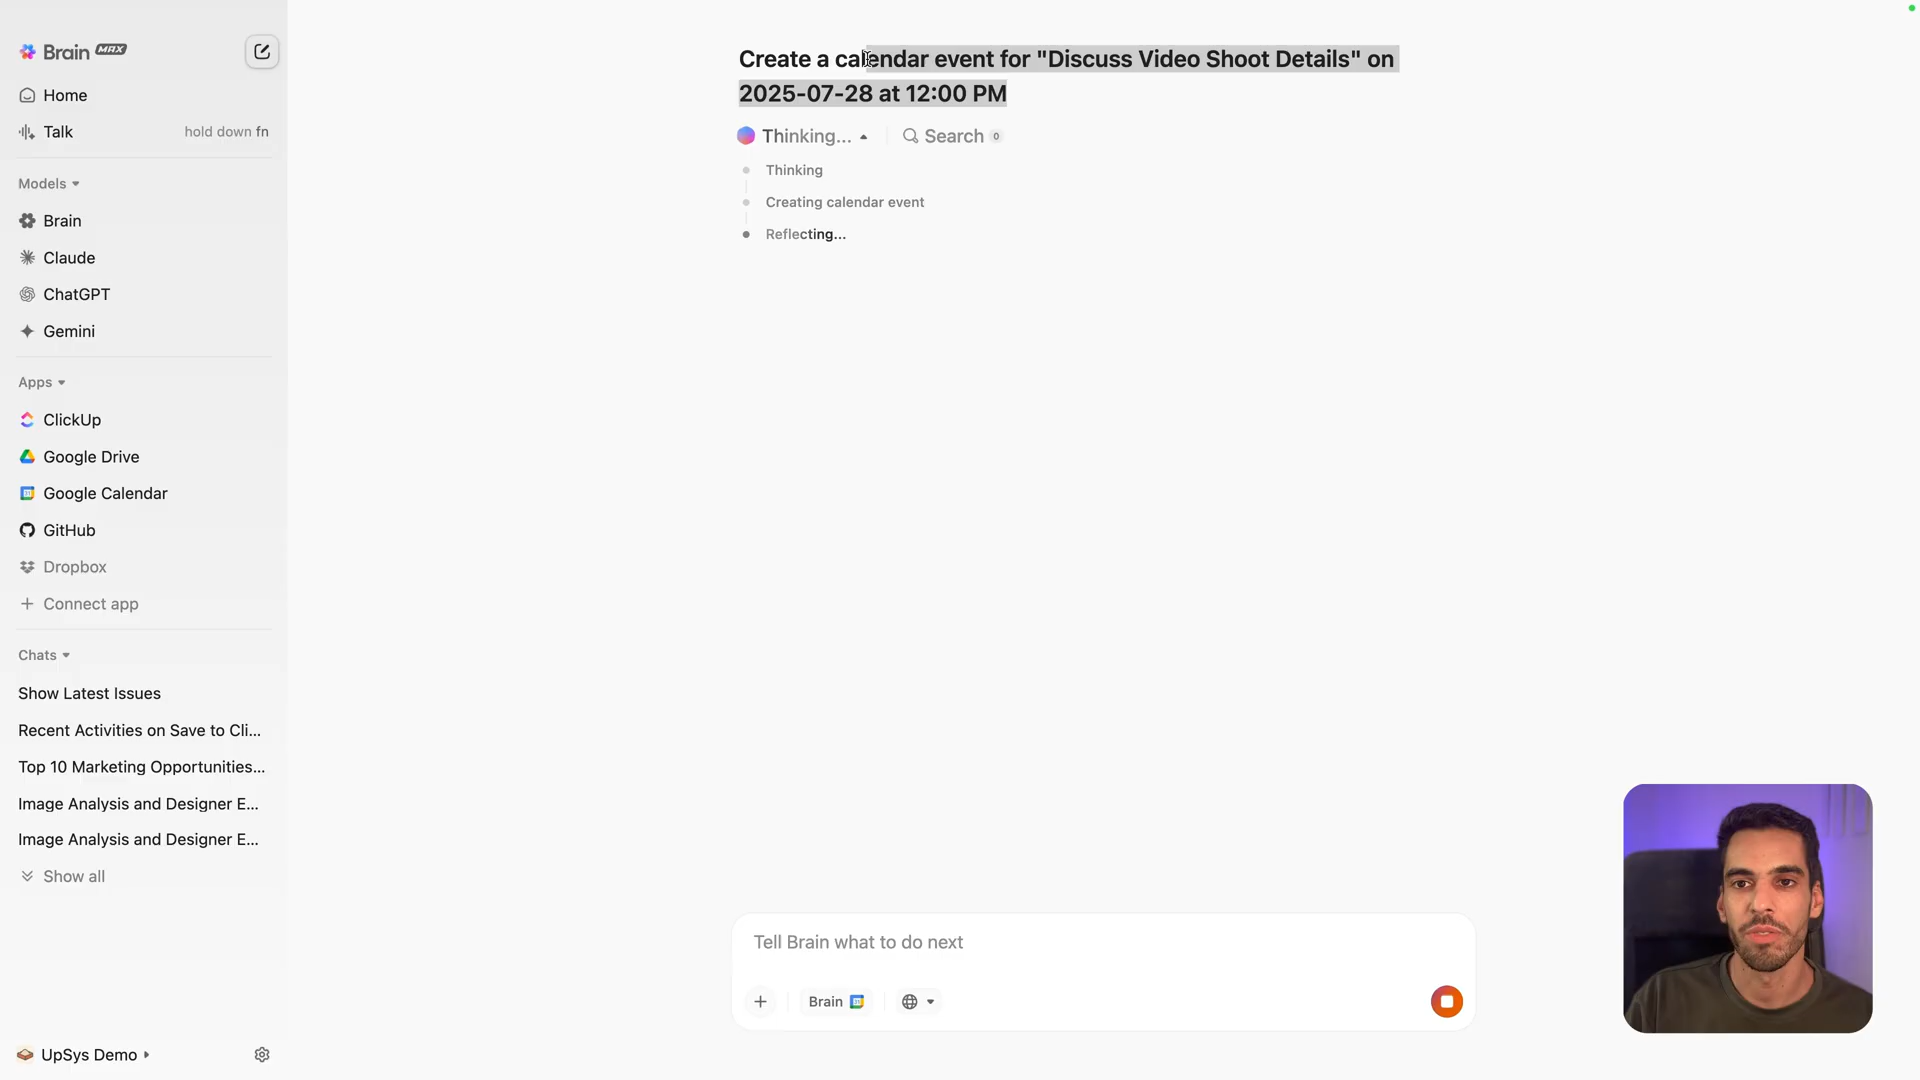 Brain MAX
Home
Talk hold down fn
Models
Brain
Claude
ChatGPT
Gemini
Apps
ClickUp
Google Drive
Google Calendar
GitHub
Dropbox
Connect app
Chats
Show Latest Issues
Recent Activities on Save to Cli...
Top 10 Marketing Opportunities...
Image Analysis and Designer E...
Image Analysis and Designer E...
Show all
UpSys Demo
Create a calendar event for "Discuss Video Shoot Details" on
2025-07-28 at 12:00 PM
Thinking... Search 0
Thinking
Creating calendar event
Reflecting...
Tell Brain what to do next
Brain